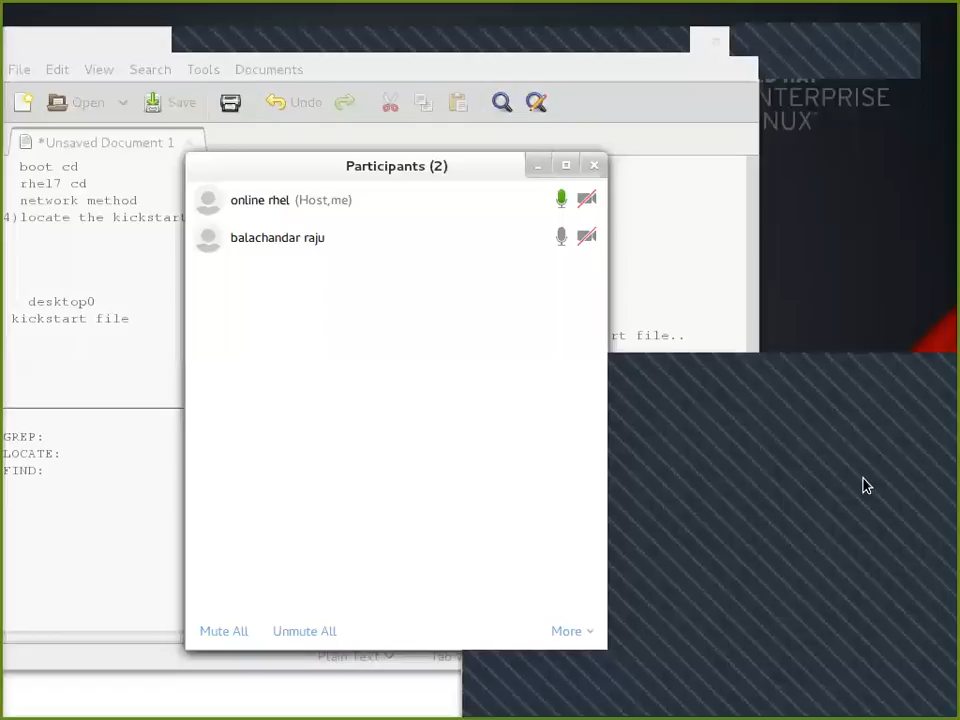 File Edit View Search Tools Documents
Open Save Undo
*Unsaved Document 1
ENTERPRISE
LINUX
boot cd
rhel7 cd
network method
4)locate the kickstart
desktop0
kickstart file
rt file..
GREP:
LOCATE:
FIND:
Participants (2)
online rhel (Host,me)
balachandar raju
Mute All Unmute All More
Plain Text Tab